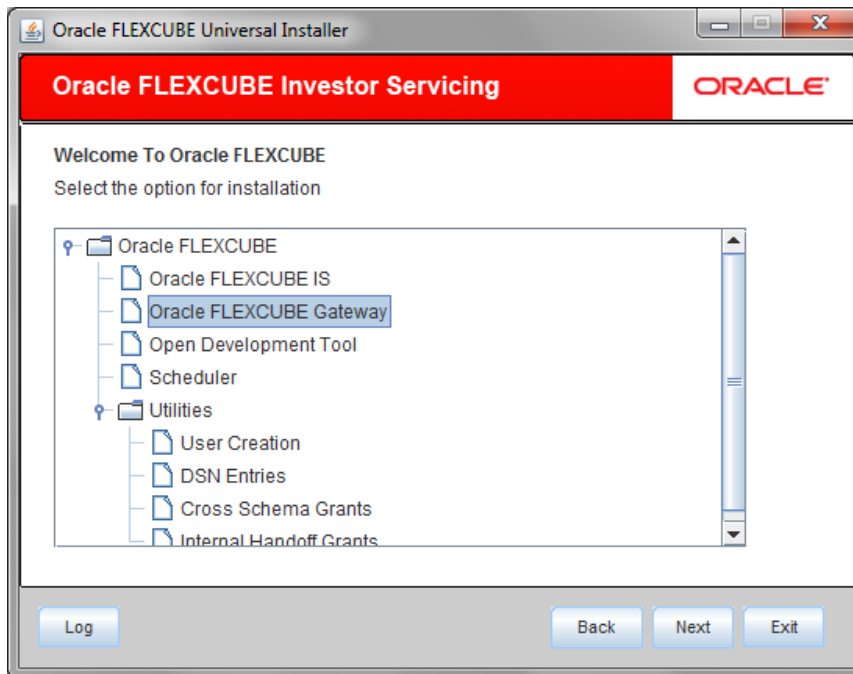 Oracle FLEXCUBE Universal Installer
Oracle FLEXCUBE Investor Servicing
ORACLE
Welcome To Oracle FLEXCUBE
Select the option for installation
Oracle FLEXCUBE
Oracle FLEXCUBE IS
Oracle FLEXCUBE Gateway
Open Development Tool
Scheduler
Utilities
User Creation
DSN Entries
Cross Schema Grants
Internal Handoff Grants
Log Back Next Exit